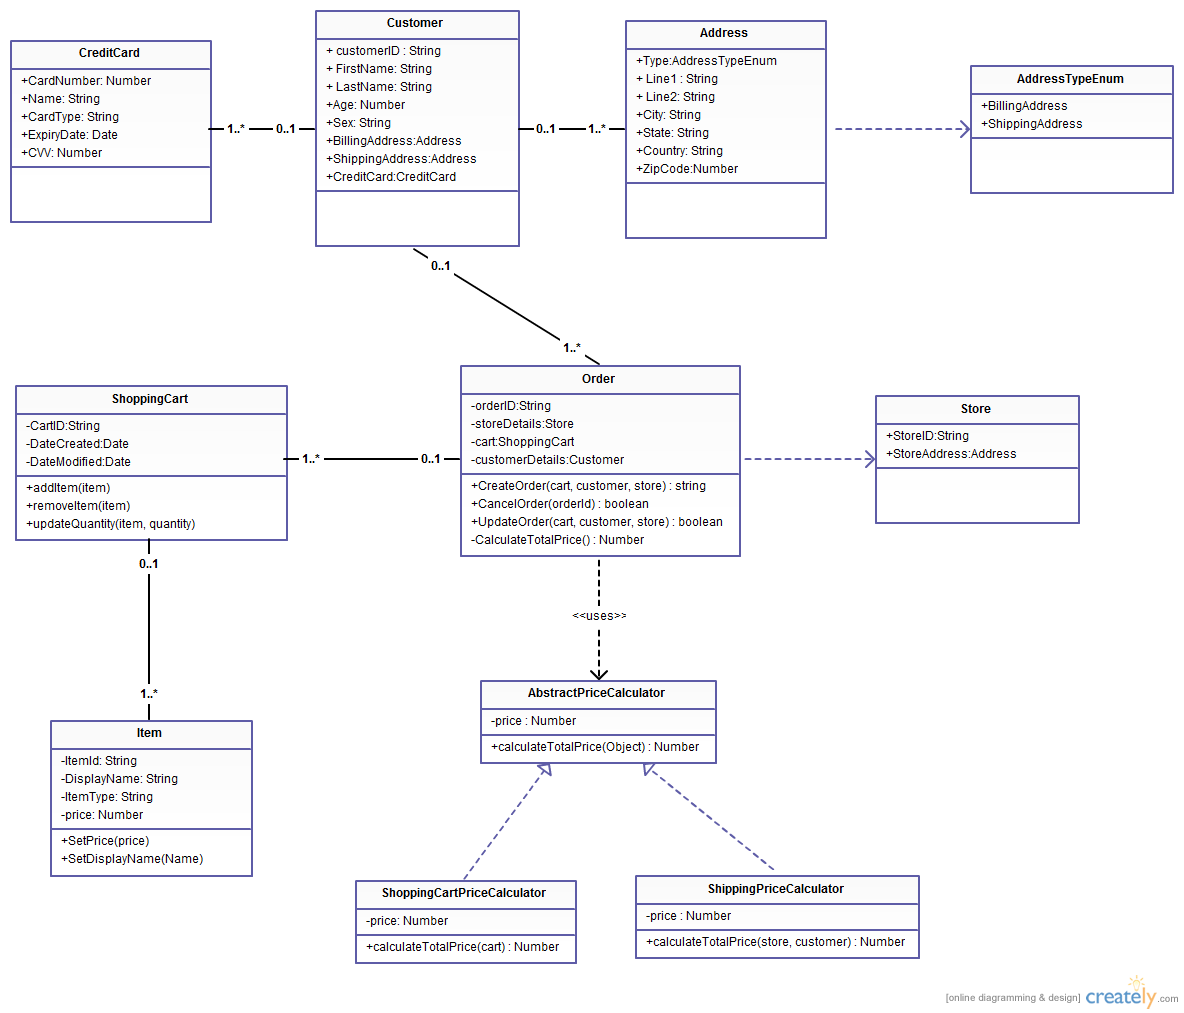 CreditCard
+CardNumber: Number
+Name: String
+CardType: String
+ExpiryDate: Date
+CVV: Number
1..*
0..1
Customer
+ customerID : String
+ FirstName: String
+ LastName: String
+Age: Number
+Sex: String
+BillingAddress:Address
+ShippingAddress:Address
+CreditCard:CreditCard
0..1
1..*
Address
+Type:AddressTypeEnum
+ Line1 : String
+ Line2: String
+City: String
+State: String
+Country: String
+ZipCode:Number
AddressTypeEnum
+BillingAddress
+ShippingAddress
0..1
1..*
ShoppingCart
-CartID:String
-DateCreated:Date
-DateModified:Date
+addItem(item)
+removeItem(item)
+updateQuantity(item, quantity)
1..*
0..1
Order
-orderID:String
-storeDetails:Store
-cart:ShoppingCart
-customerDetails:Customer
+CreateOrder(cart, customer, store) : string
+CancelOrder(orderId) : boolean
+UpdateOrder(cart, customer, store) : boolean
-CalculateTotalPrice() : Number
Store
+StoreID:String
+StoreAddress:Address
0..1
1..*
<<uses>>
Item
-ItemId: String
-DisplayName: String
-ItemType: String
-price: Number
+SetPrice(price)
+SetDisplayName(Name)
AbstractPriceCalculator
-price : Number
+calculateTotalPrice(Object) : Number
ShoppingCartPriceCalculator
-price: Number
+calculateTotalPrice(cart) : Number
ShippingPriceCalculator
-price : Number
+calculateTotalPrice(store, customer) : Number
[online diagramming & design] creately.com